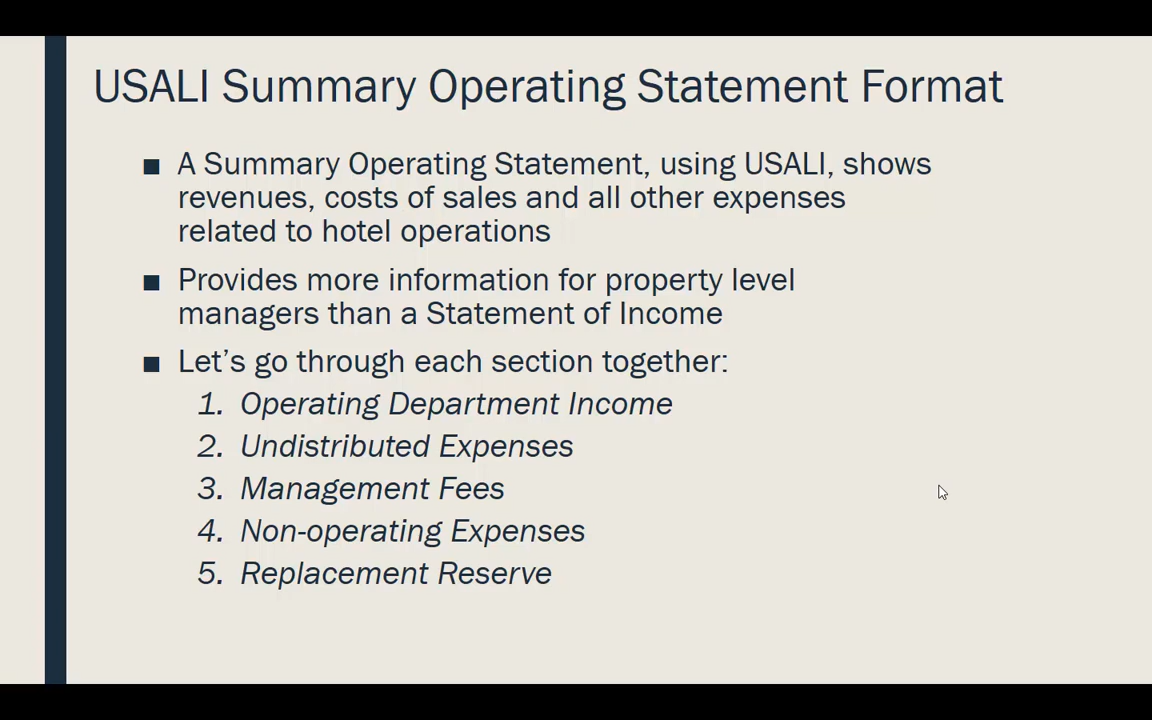 USALI Summary Operating Statement Format
■ A Summary Operating Statement, using USALI, shows
revenues, costs of sales and all other expenses
related to hotel operations
■ Provides more information for property level
managers than a Statement of Income
■ Let’s go through each section together:
1. Operating Department Income
2. Undistributed Expenses
3. Management Fees
4. Non-operating Expenses
5. Replacement Reserve